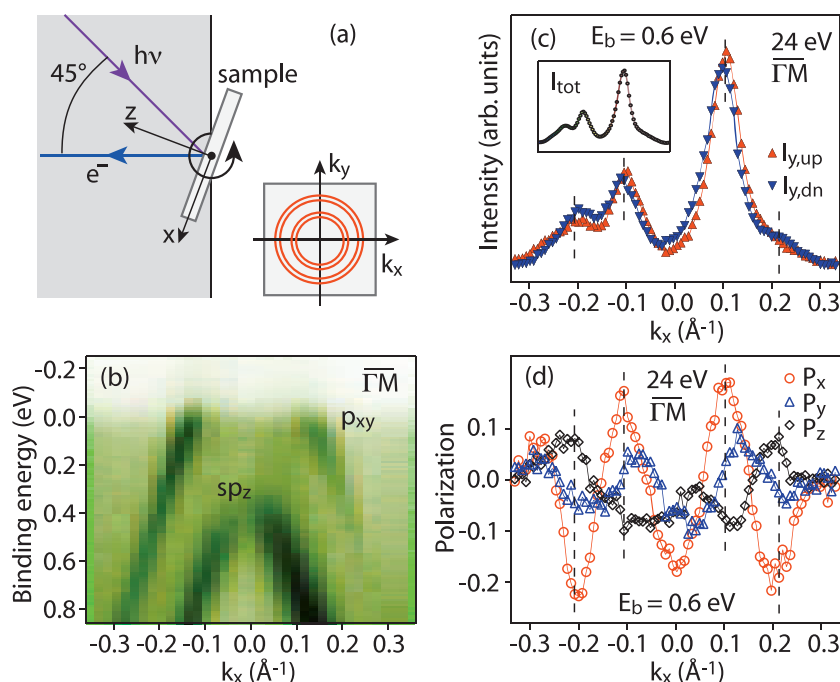 (a)
hν
45°
sample
z
e⁻
x
k_y
k_x
(b)
Γ̅M̅
-0.2
0.0
0.2
0.4
0.6
0.8
Binding energy (eV)
p_xy
sp_z
-0.3 -0.2 -0.1 0.0 0.1 0.2 0.3
k_x (Å⁻¹)
(c) E_b = 0.6 eV 24 eV
Γ̅M̅
I_tot
I_y,up
I_y,dn
Intensity (arb. units)
-0.3 -0.2 -0.1 0.0 0.1 0.2 0.3
k_x (Å⁻¹)
(d) 24 eV
Γ̅M̅
P_x
P_y
P_z
0.1
0.0
-0.1
-0.2
Polarization
E_b = 0.6 eV
-0.3 -0.2 -0.1 0.0 0.1 0.2 0.3
k_x (Å⁻¹)